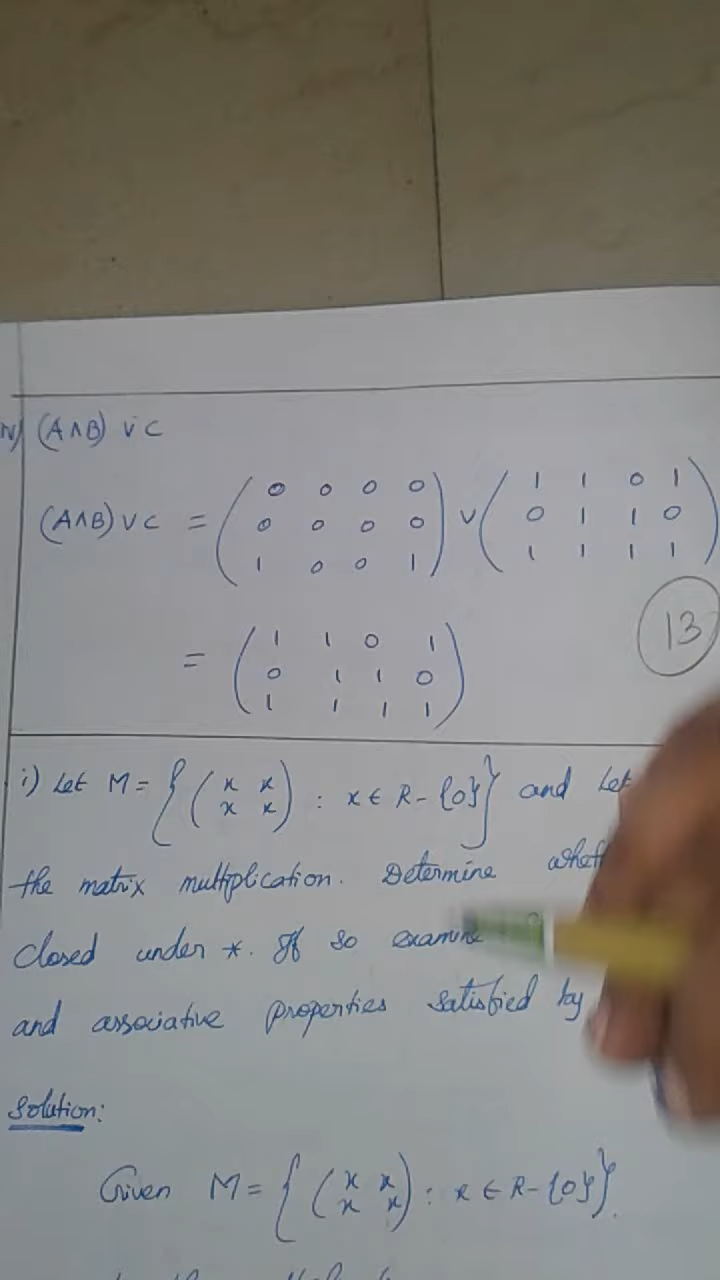 iv) (A∧B) ∨ C
(A∧B) ∨ C = ( 0 0 0 0 ) ∨ ( 1 1 0 1 )
0 0 0 0 0 1 1 0
1 0 0 1 1 1 1 1
13
= ( 1 1 0 1 )
0 1 1 0
1 1 1 1
i) Let M = { ( x x ) : x ∈ R - {0} } and Let
x x
the matrix multiplication. Determine
closed under *. If so examine
and associative properties satisfied by
Solution:
Given M = { ( x x ) : x ∈ R - {0} }.
x x